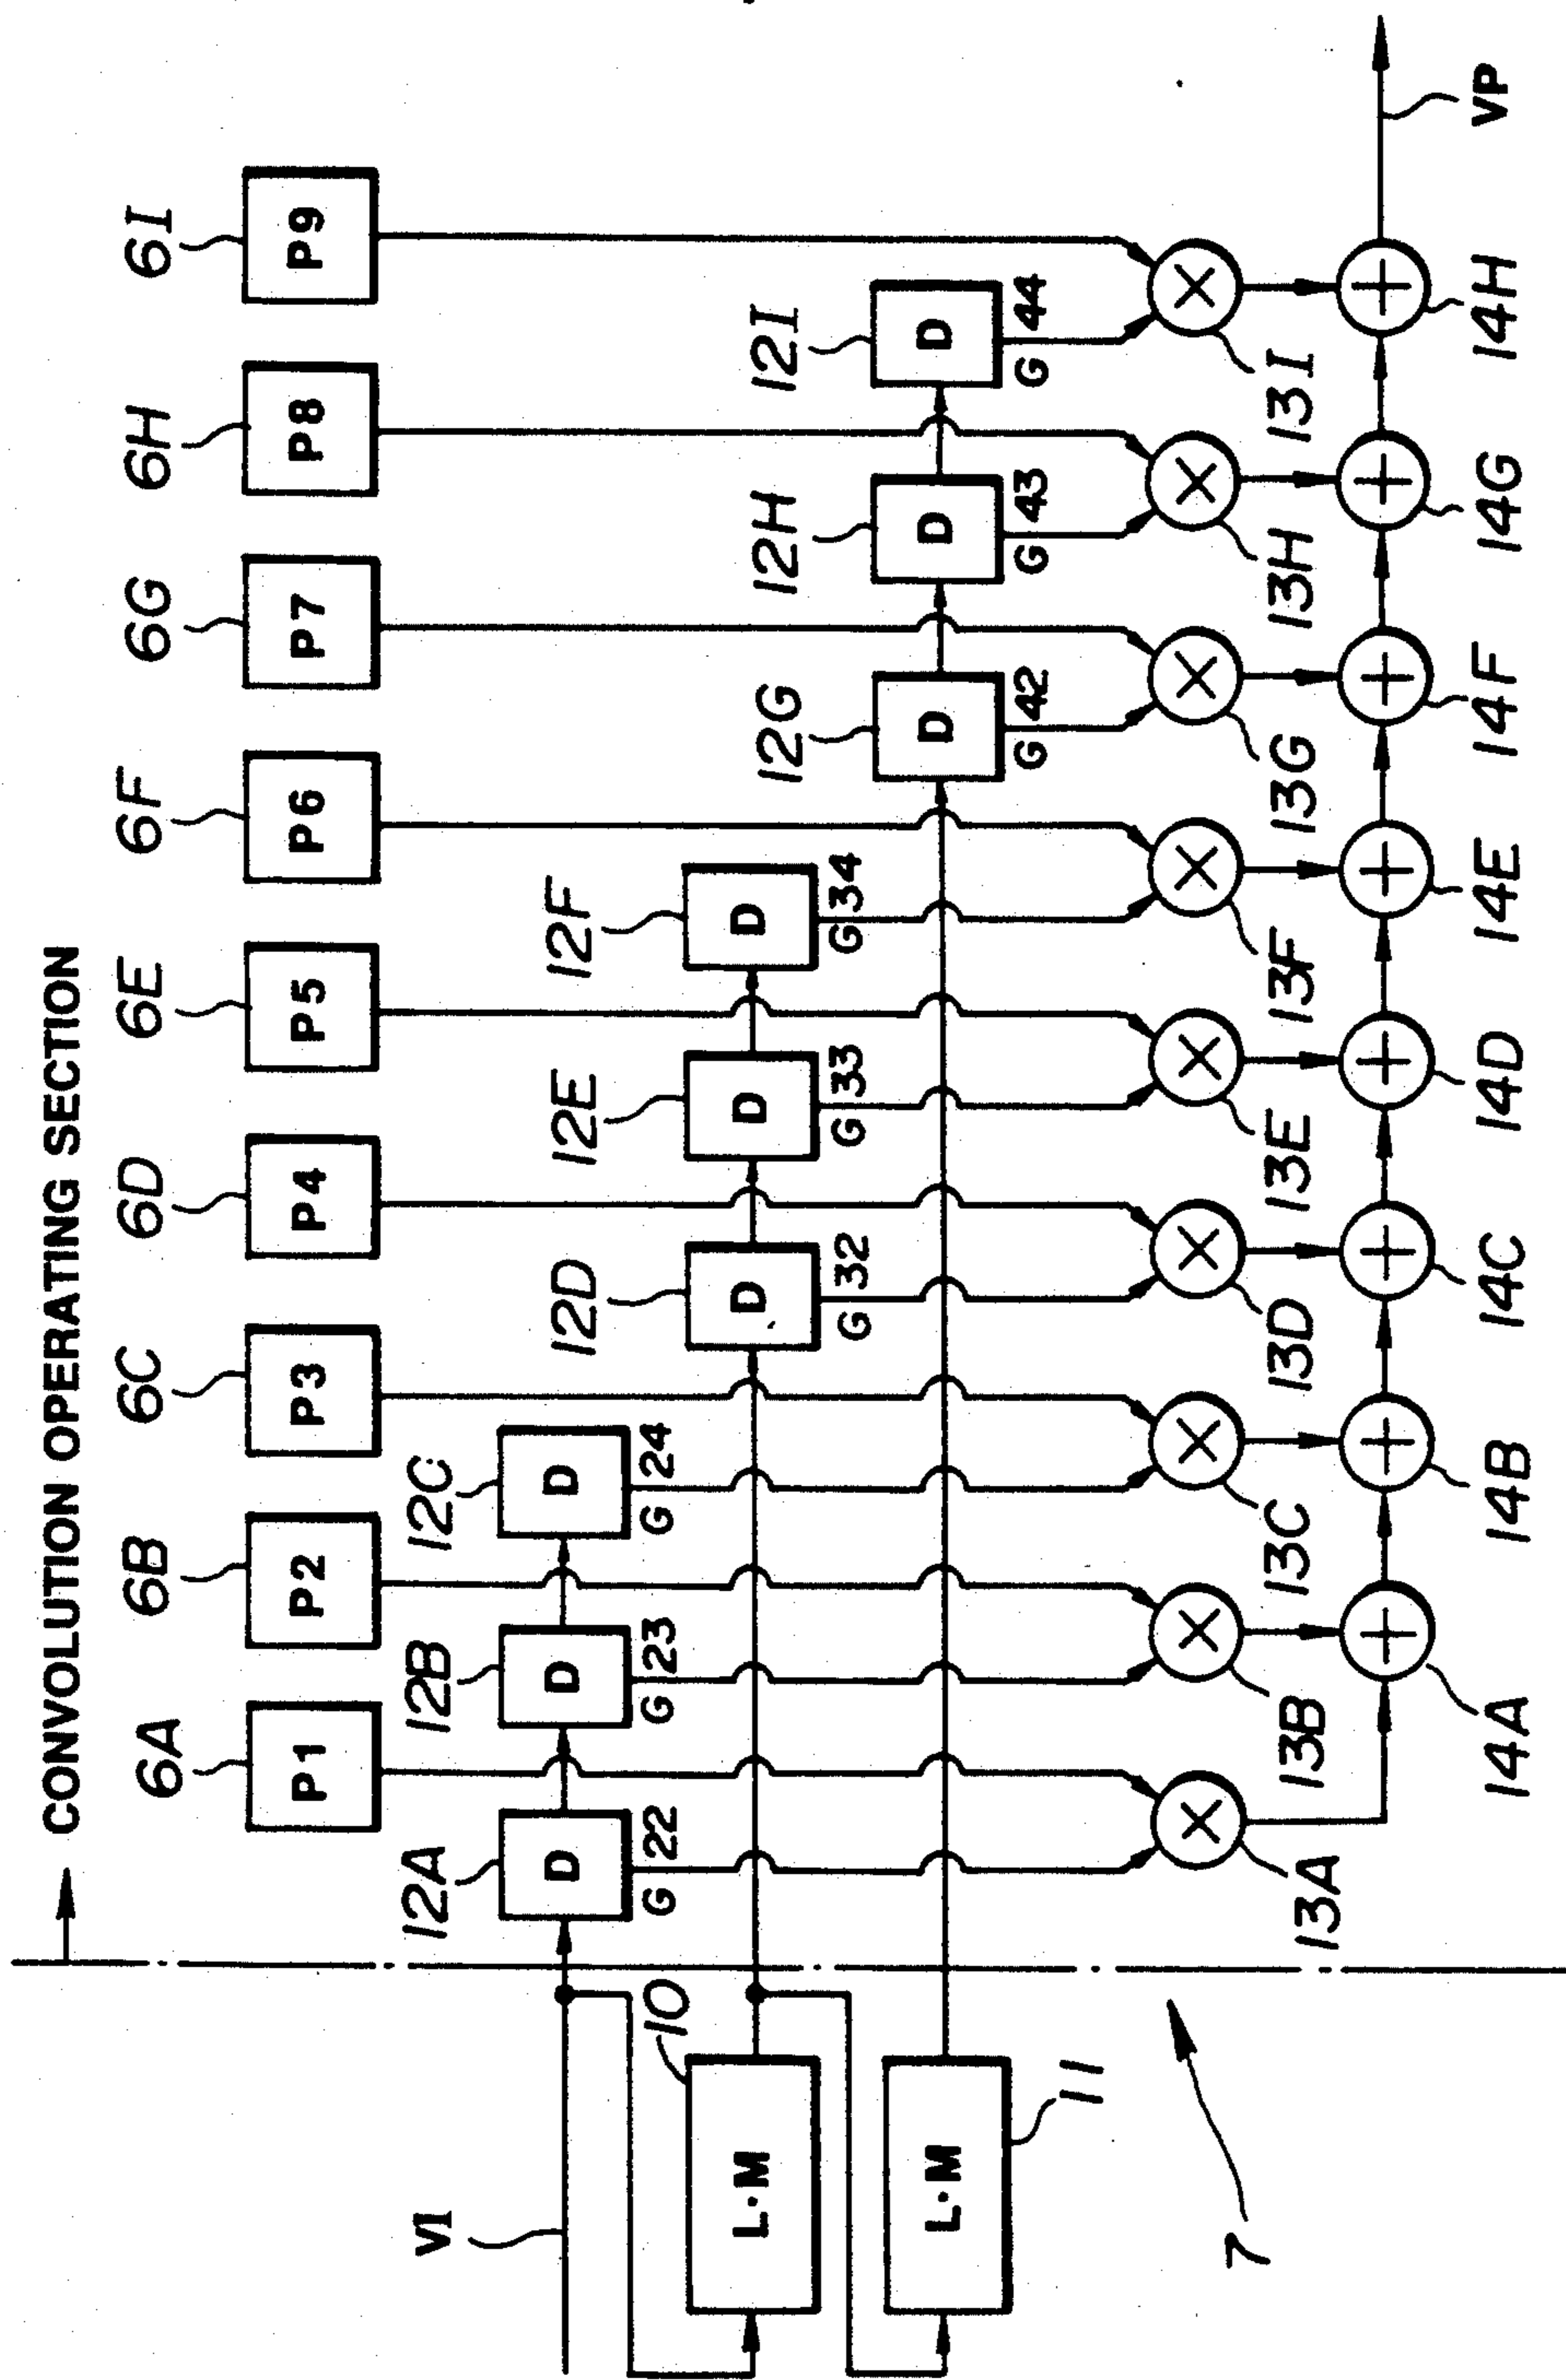 CONVOLUTION OPERATING SECTION
6A 6B 6C 6D 6E 6F 6G 6H 6I
P1 P2 P3 P4 P5 P6 P7 P8 P9
VI
12A 12B 12C
D D D
G 22 G 23 G 24
10
12D 12E 12F
L·M D D D
G 32 G 33 G 34
12G 12H 12I
L·M D D D
G 42 G 43 G 44
11
7
13A 13B 13C 13D 13E 13F 13G 13H 13I
14A 14B 14C 14D 14E 14F 14G 14H
VP